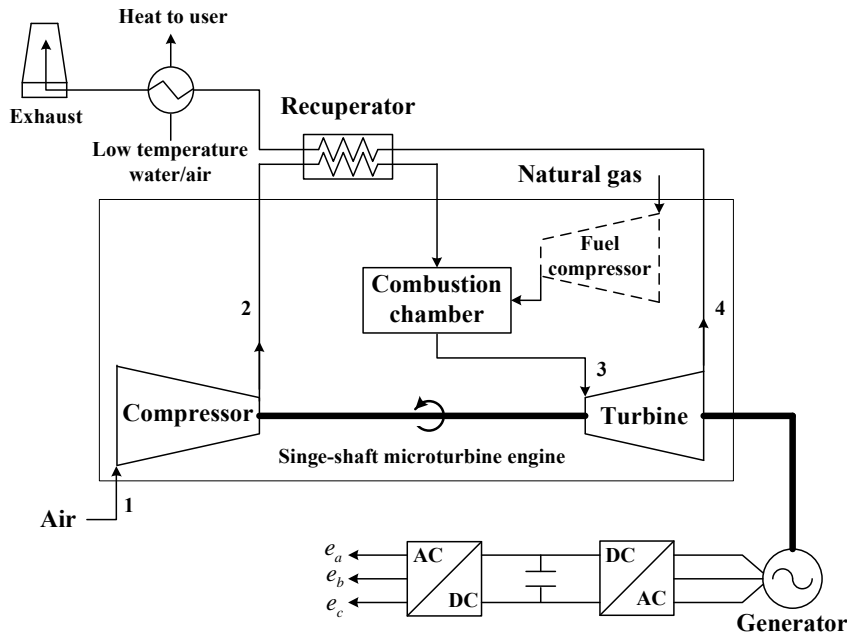 Heat to user
Exhaust
Low temperature
water/air
Recuperator
Natural gas
Fuel
compressor
Combustion
chamber
2
4
3
Compressor
Turbine
Singe-shaft microturbine engine
1
Air
e_a
e_b
e_c
AC
DC
DC
AC
Generator